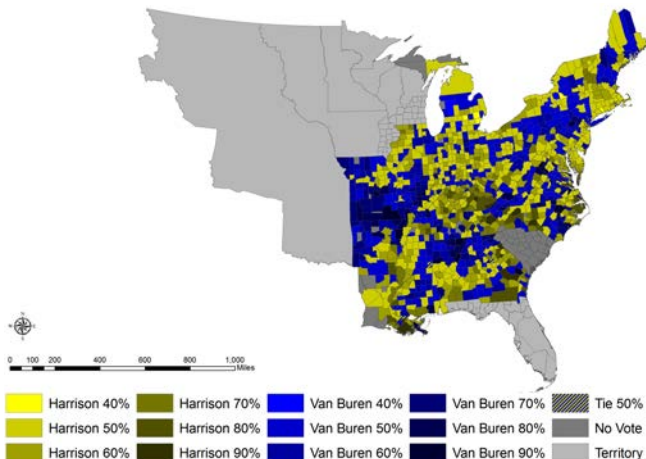 0 100 200 400 600 800 1,000
Miles
Harrison 40% Harrison 70% Van Buren 40% Van Buren 70% Tie 50%
Harrison 50% Harrison 80% Van Buren 50% Van Buren 80% No Vote
Harrison 60% Harrison 90% Van Buren 60% Van Buren 90% Territory